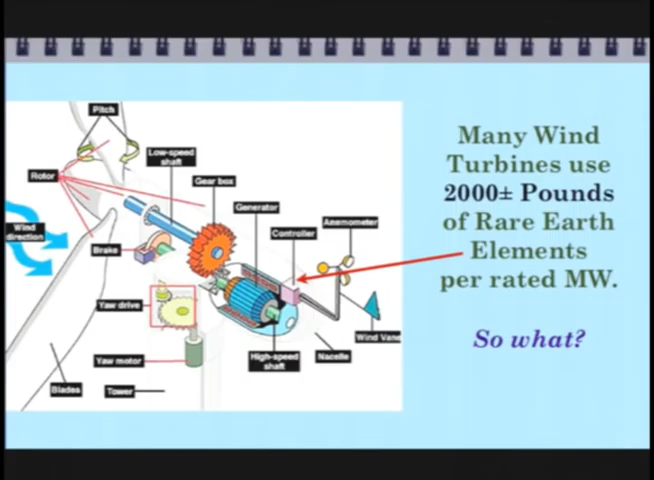 Pitch
Low-speed
shaft
Rotor
Gear box
Generator
Anemometer
Controller
Wind
direction
Brake
Yaw drive
Wind Vane
Yaw motor
High-speed
shaft
Nacelle
Blades
Tower
Many Wind
Turbines use
2000± Pounds
of Rare Earth
Elements
per rated MW.
So what?